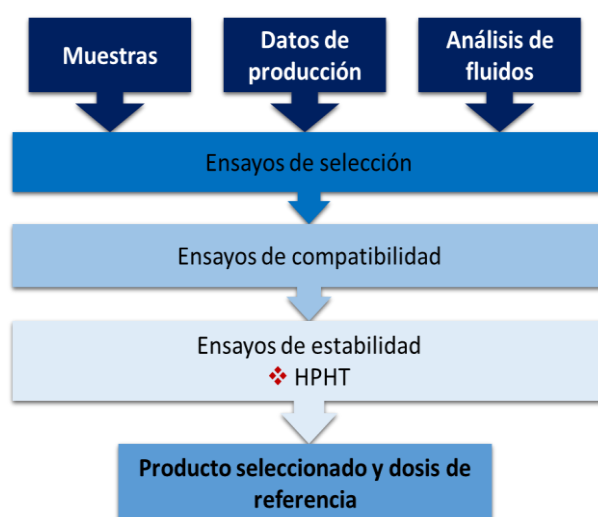 Muestras
Datos de
producción
Análisis de
fluidos
Ensayos de selección
Ensayos de compatibilidad
Ensayos de estabilidad
❖ HPHT
Producto seleccionado y dosis de
referencia